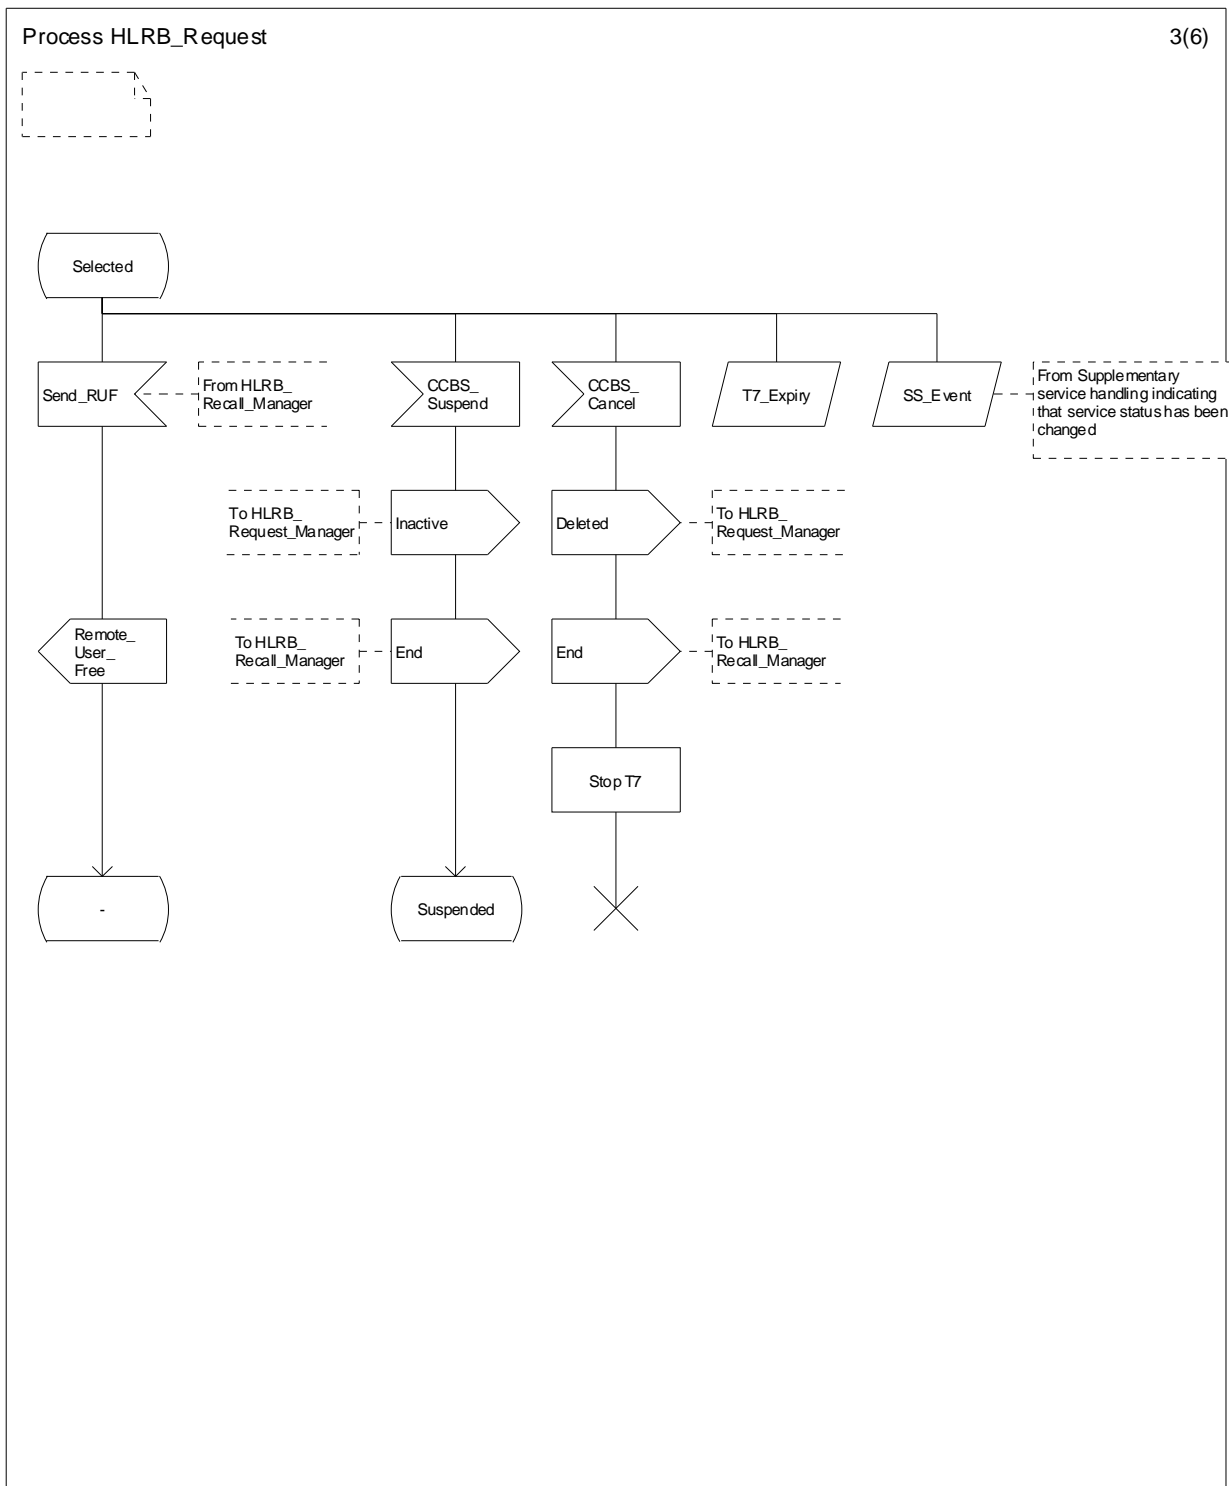 Process HLRB_Request
3(6)
Selected
Send_RUF
From HLRB_
Recall_Manager
CCBS_
Suspend
CCBS_
Cancel
T7_Expiry
SS_Event
From Supplementary
service handling indicating
that service status has been
changed
To HLRB_
Request_Manager
Inactive
Deleted
To HLRB_
Request_Manager
Remote_
User_
Free
To HLRB_
Recall_Manager
End
End
To HLRB_
Recall_Manager
Stop T7
-
Suspended